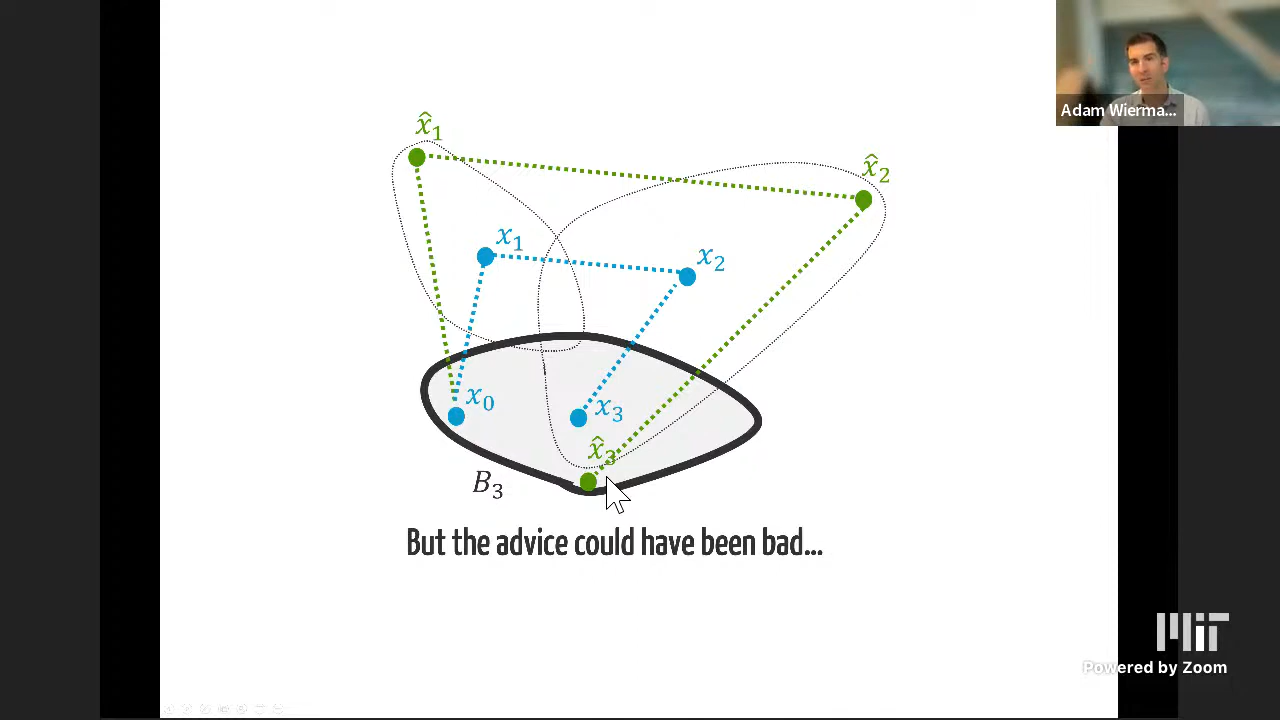 x̂₁
x̂₂
x₁
x₂
x₀
x₃
x̂₃
B₃
But the advice could have been bad...
Adam Wierma...
MIT
Powered by Zoom